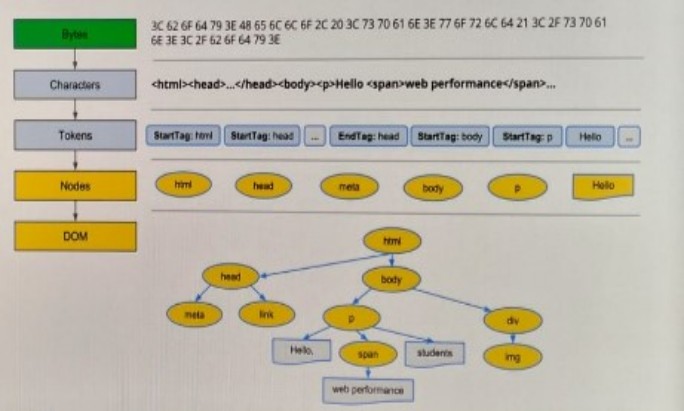 Bytes
3C 62 6F 64 79 3E 48 65 6C 6C 6F 2C 20 3C 73 70 61 6E 3E 77 6F 72 6C 64 21 3C 2F 73 70 61
6E 3E 3C 2F 62 6F 64 79 3E
Characters
<html><head>...</head><body><p>Hello <span>web performance</span>...
Tokens
StartTag: html StartTag: head ... EndTag: head StartTag: body StartTag: p Hello ...
Nodes
html head meta body p Hello
DOM
html
head body
meta link p div
Hello, span students img
web performance